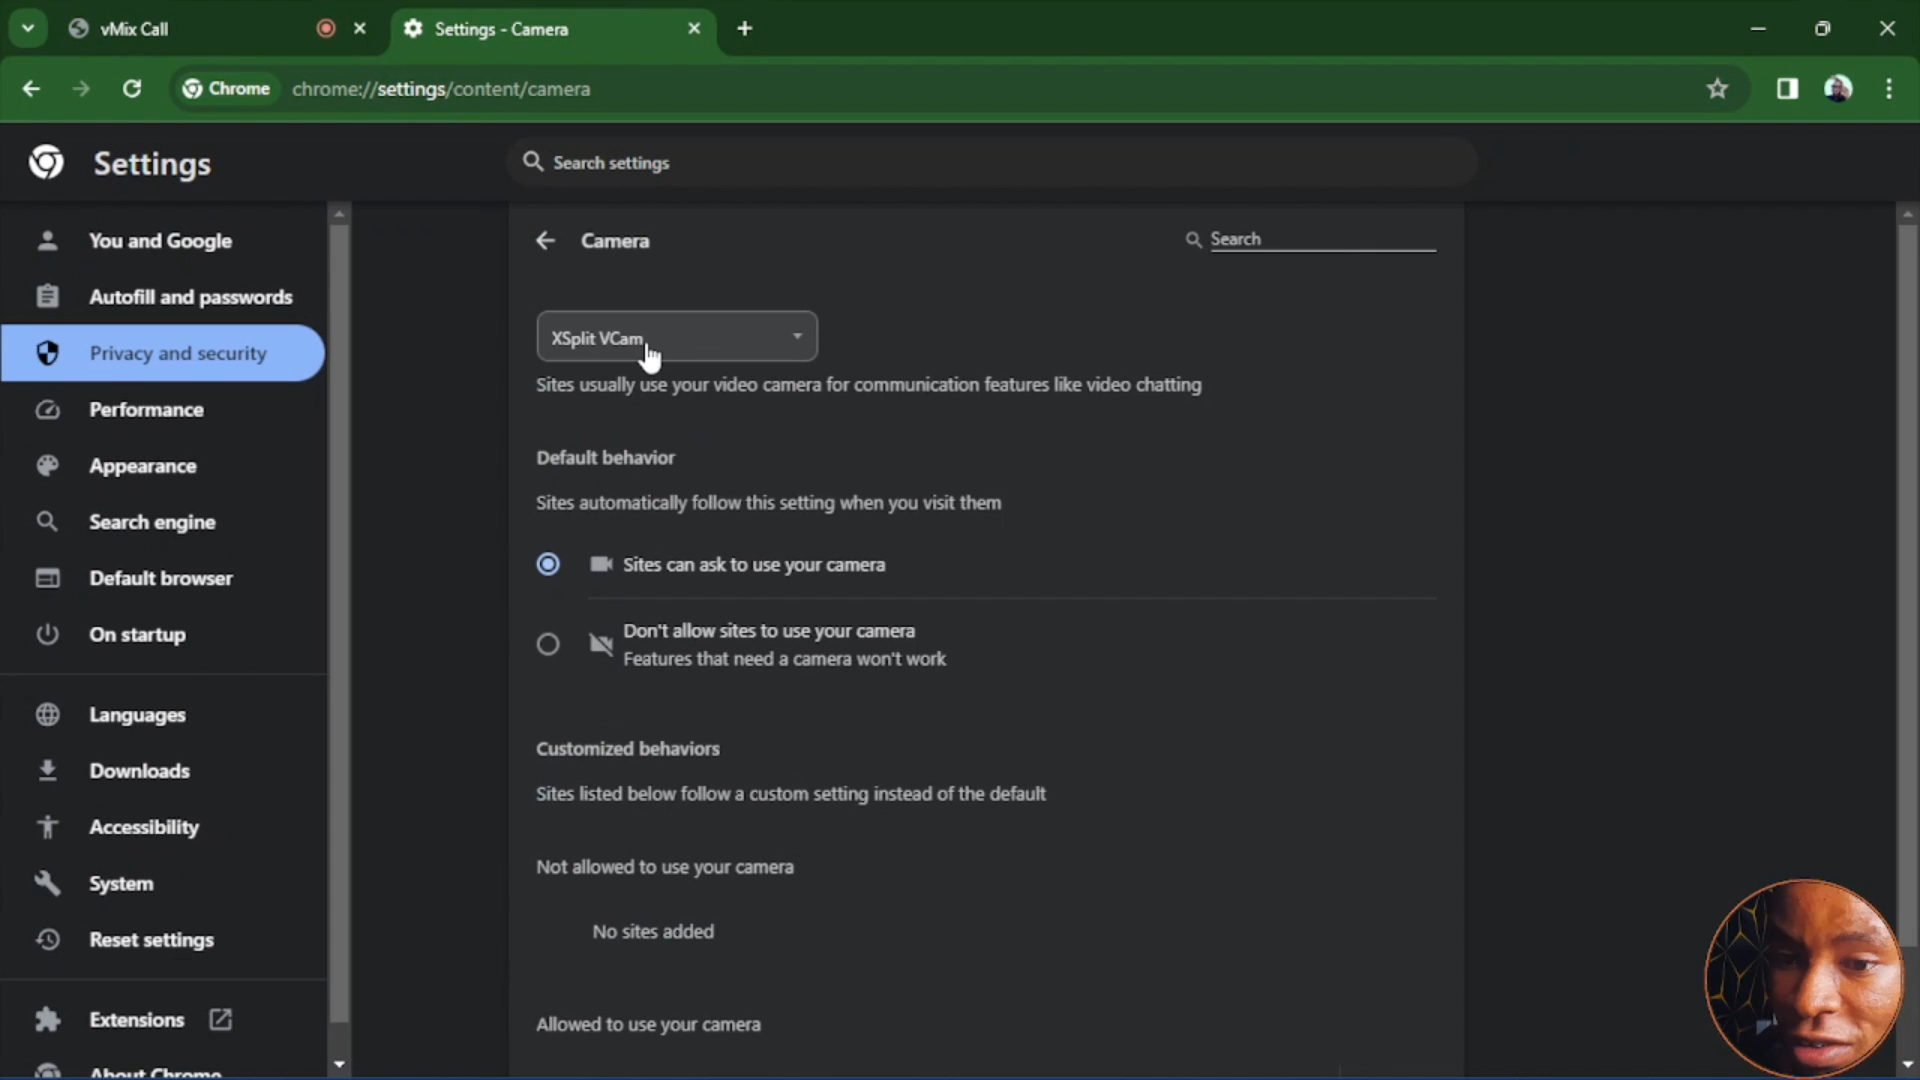 vMix Call
Settings - Camera
Chrome
chrome://settings/content/camera
Settings
Search settings
You and Google
Autofill and passwords
Privacy and security
Performance
Appearance
Search engine
Default browser
On startup
Languages
Downloads
Accessibility
System
Reset settings
Extensions
About Chrome
Camera
Search
XSplit VCam
Sites usually use your video camera for communication features like video chatting
Default behavior
Sites automatically follow this setting when you visit them
Sites can ask to use your camera
Don't allow sites to use your camera
Features that need a camera won't work
Customized behaviors
Sites listed below follow a custom setting instead of the default
Not allowed to use your camera
No sites added
Allowed to use your camera